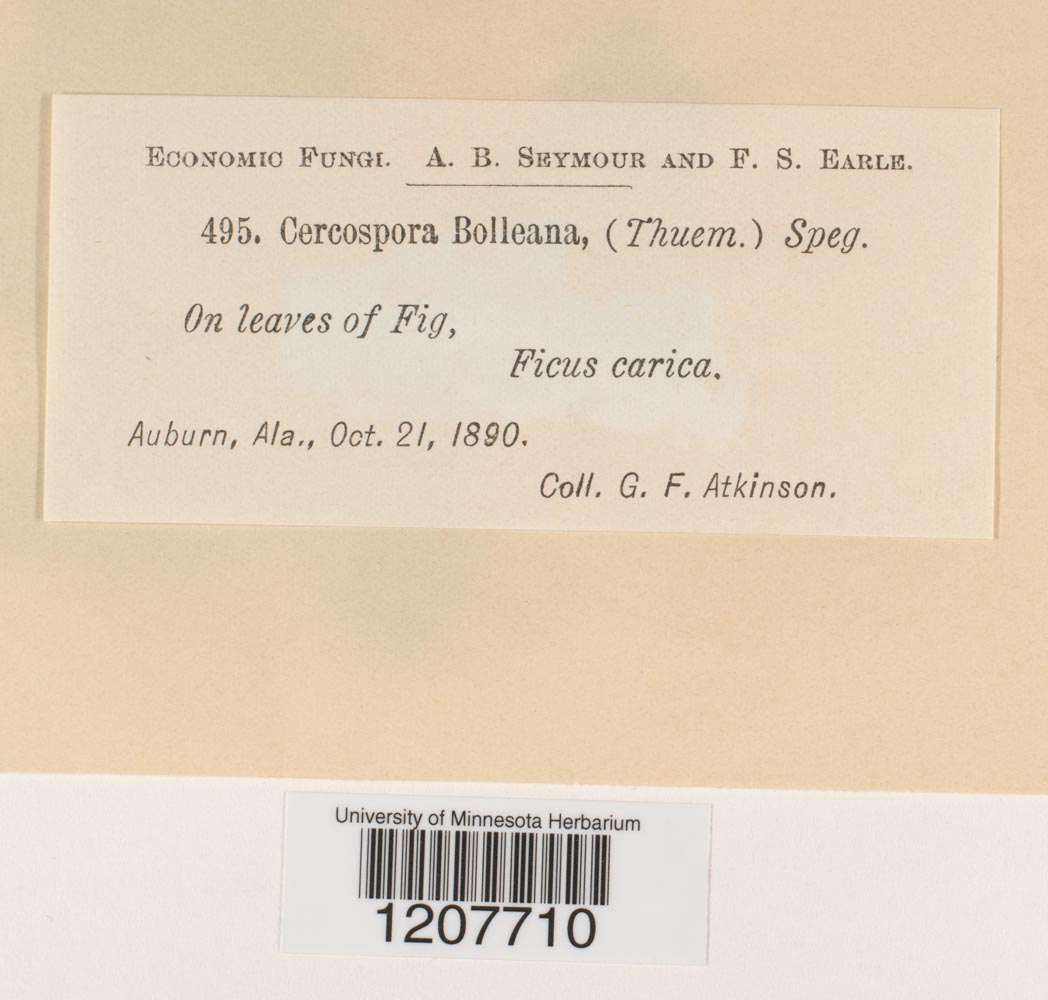 Economic Fungi. A. B. Seymour and F. S. Earle.
495. Cercospora Bolleana, (Thuem.) Speg.
On leaves of Fig,
Ficus carica.
Auburn, Ala., Oct. 21, 1890.
Coll. G. F. Atkinson.
University of Minnesota Herbarium
1207710